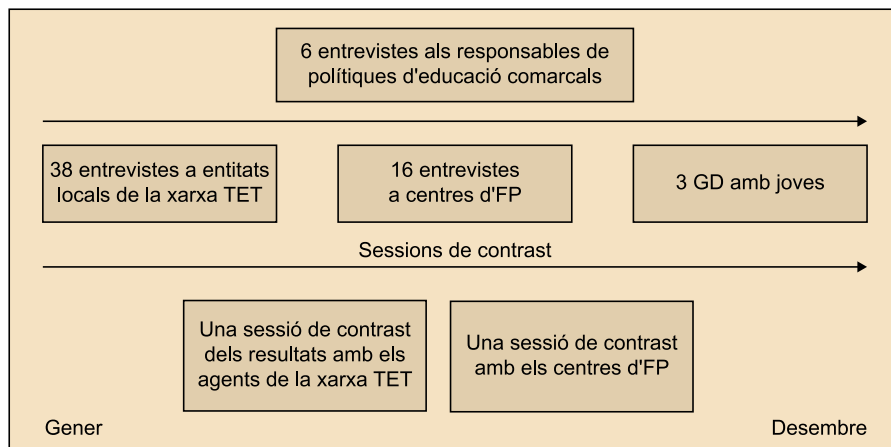 6 entrevistes als responsables de
polítiques d'educació comarcals
38 entrevistes a entitats
locals de la xarxa TET
16 entrevistes
a centres d'FP
3 GD amb joves
Sessions de contrast
Una sessió de contrast
dels resultats amb els
agents de la xarxa TET
Una sessió de contrast
amb els centres d'FP
Gener
Desembre